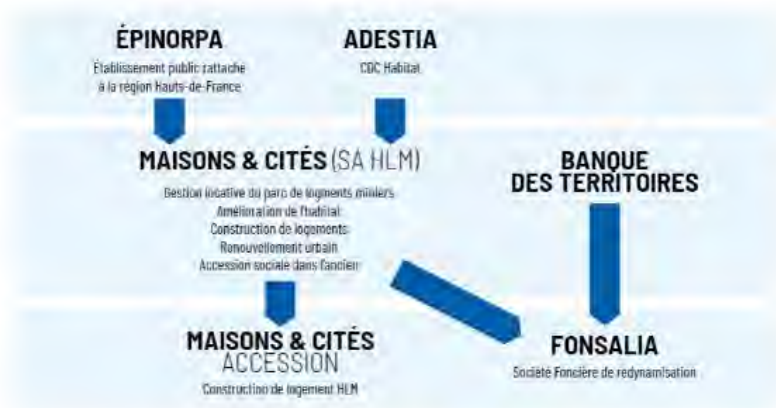 ÉPINORPA
Établissement public rattaché
à la région Hauts-de-France
ADESTIA
CDC Habitat
MAISONS & CITÉS (SA HLM)
Gestion locative du parc de logments miniers
Amélioration de l'habitat
Construction de logements
Renouvellement urbain
Accession sociale dans l'ancien
BANQUE
DES TERRITOIRES
MAISONS & CITÉS
ACCESSION
Construction de logement HLM
FONSALIA
Société Foncière de redynamisation